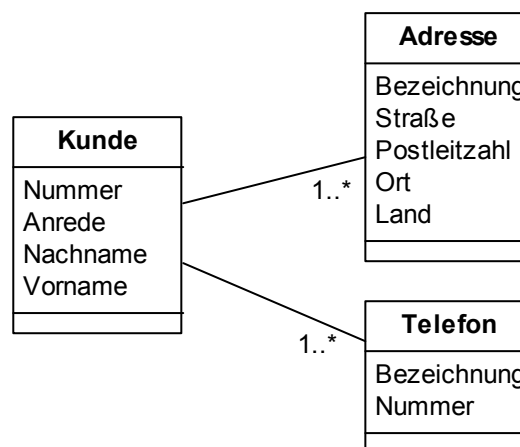 Kunde
Nummer
Anrede
Nachname
Vorname
1..*
1..*
Adresse
Bezeichnung
Straße
Postleitzahl
Ort
Land
Telefon
Bezeichnung
Nummer